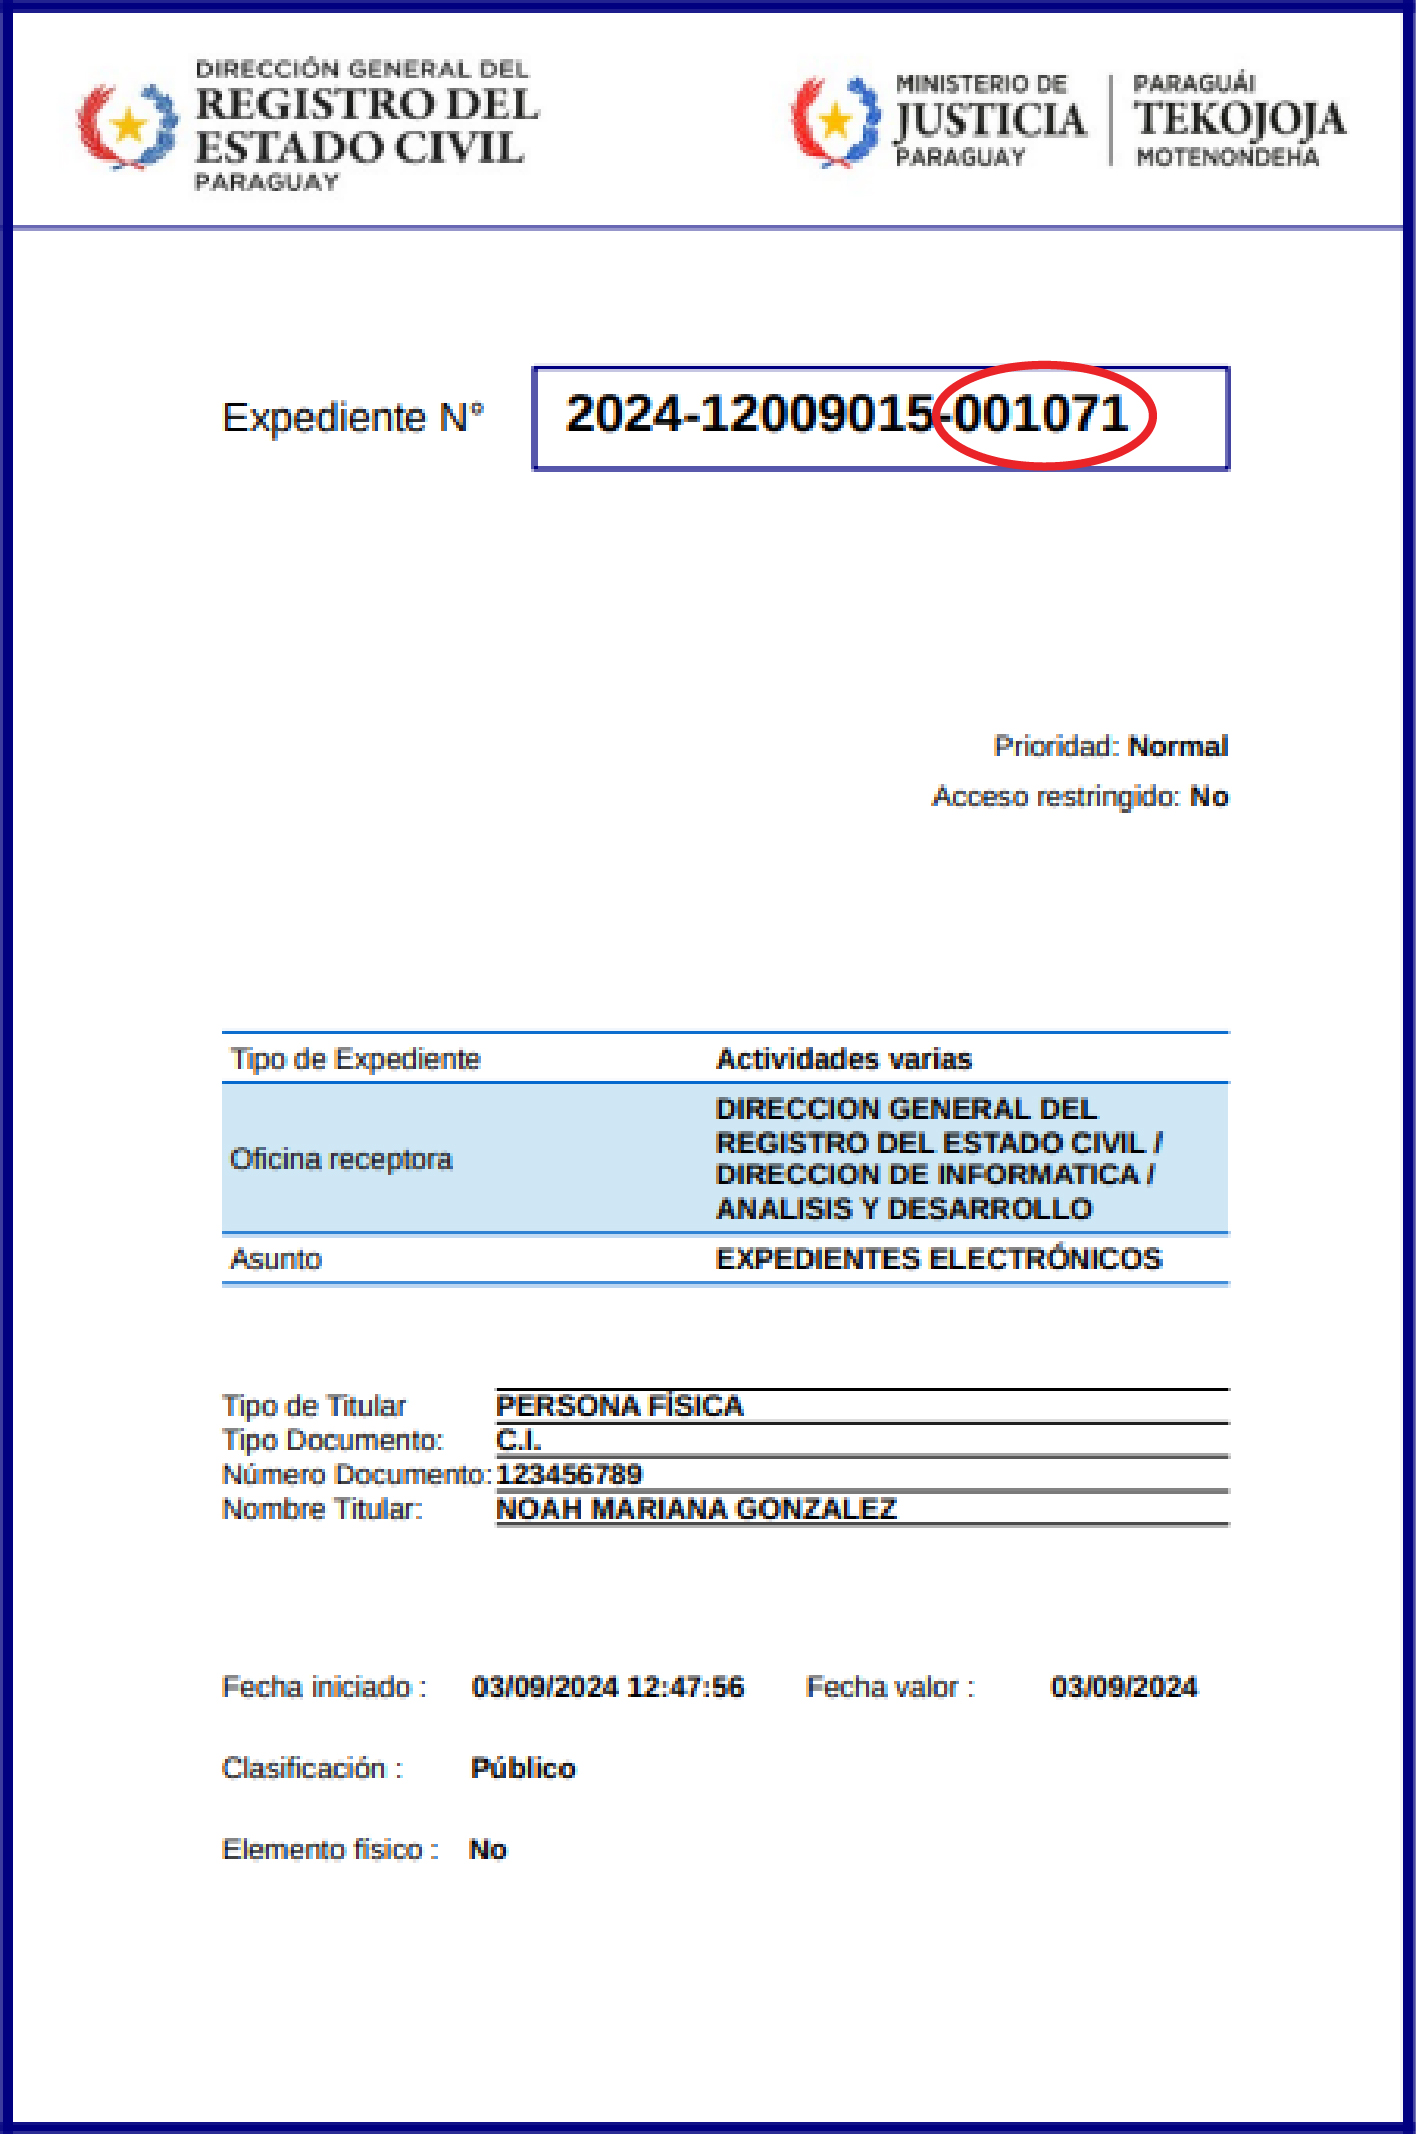 DIRECCIÓN GENERAL DEL
REGISTRO DEL
ESTADO CIVIL
PARAGUAY
MINISTERIO DE
JUSTICIA
PARAGUAY
PARAGUÁI
TEKOJOJA
MOTENONDEHA
Expediente N° 2024-12009015-001071
Prioridad: Normal
Acceso restringido: No
Tipo de Expediente Actividades varias
Oficina receptora DIRECCION GENERAL DEL
REGISTRO DEL ESTADO CIVIL /
DIRECCION DE INFORMATICA /
ANALISIS Y DESARROLLO
Asunto EXPEDIENTES ELECTRÓNICOS
Tipo de Titular PERSONA FÍSICA
Tipo Documento: C.I.
Número Documento: 123456789
Nombre Titular: NOAH MARIANA GONZALEZ
Fecha iniciado : 03/09/2024 12:47:56 Fecha valor : 03/09/2024
Clasificación : Público
Elemento físico : No